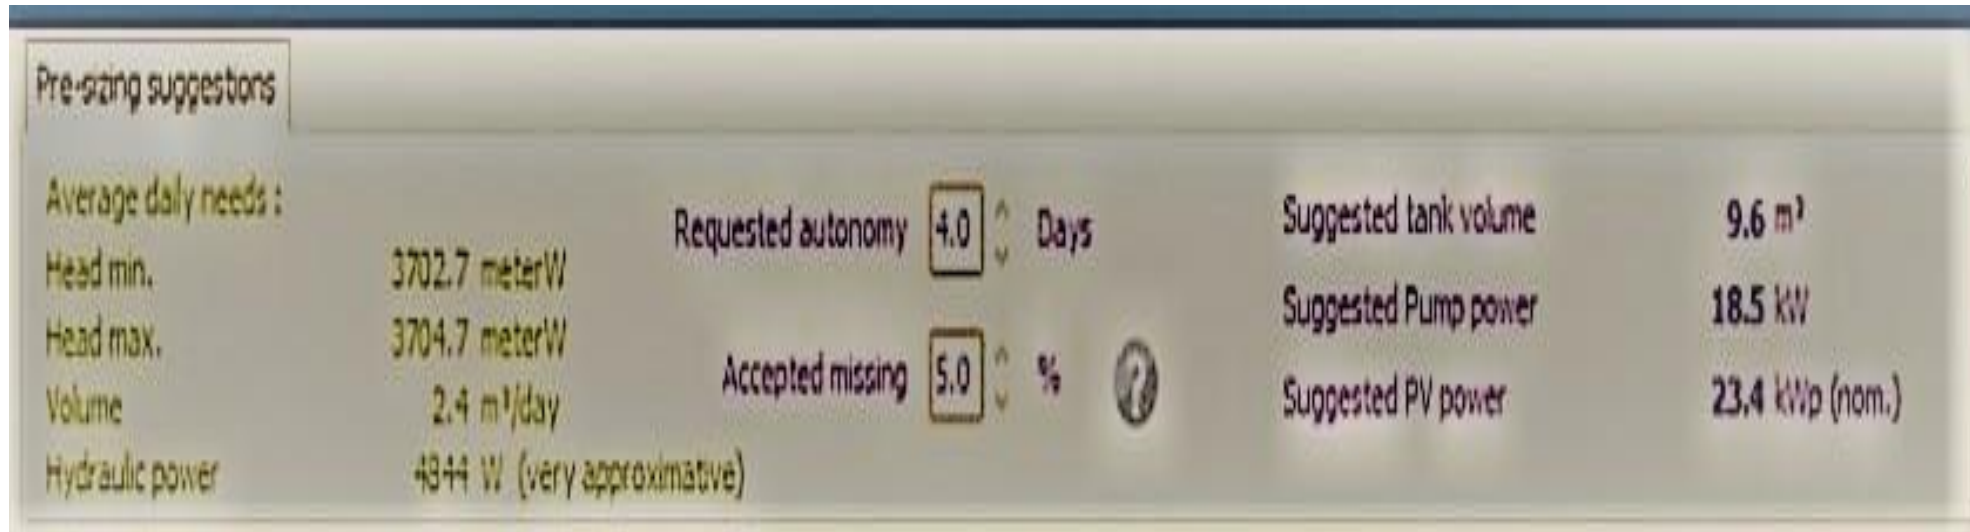 Pre-sizing suggestions
Average daily needs :
Head min. 3702.7 meterW
Head max. 3704.7 meterW
Volume 2.4 m³/day
Hydraulic power 4844 W (very approximative)
Requested autonomy 4.0 Days
Accepted missing 5.0 %
Suggested tank volume 9.6 m³
Suggested Pump power 18.5 kW
Suggested PV power 23.4 kWp (nom.)